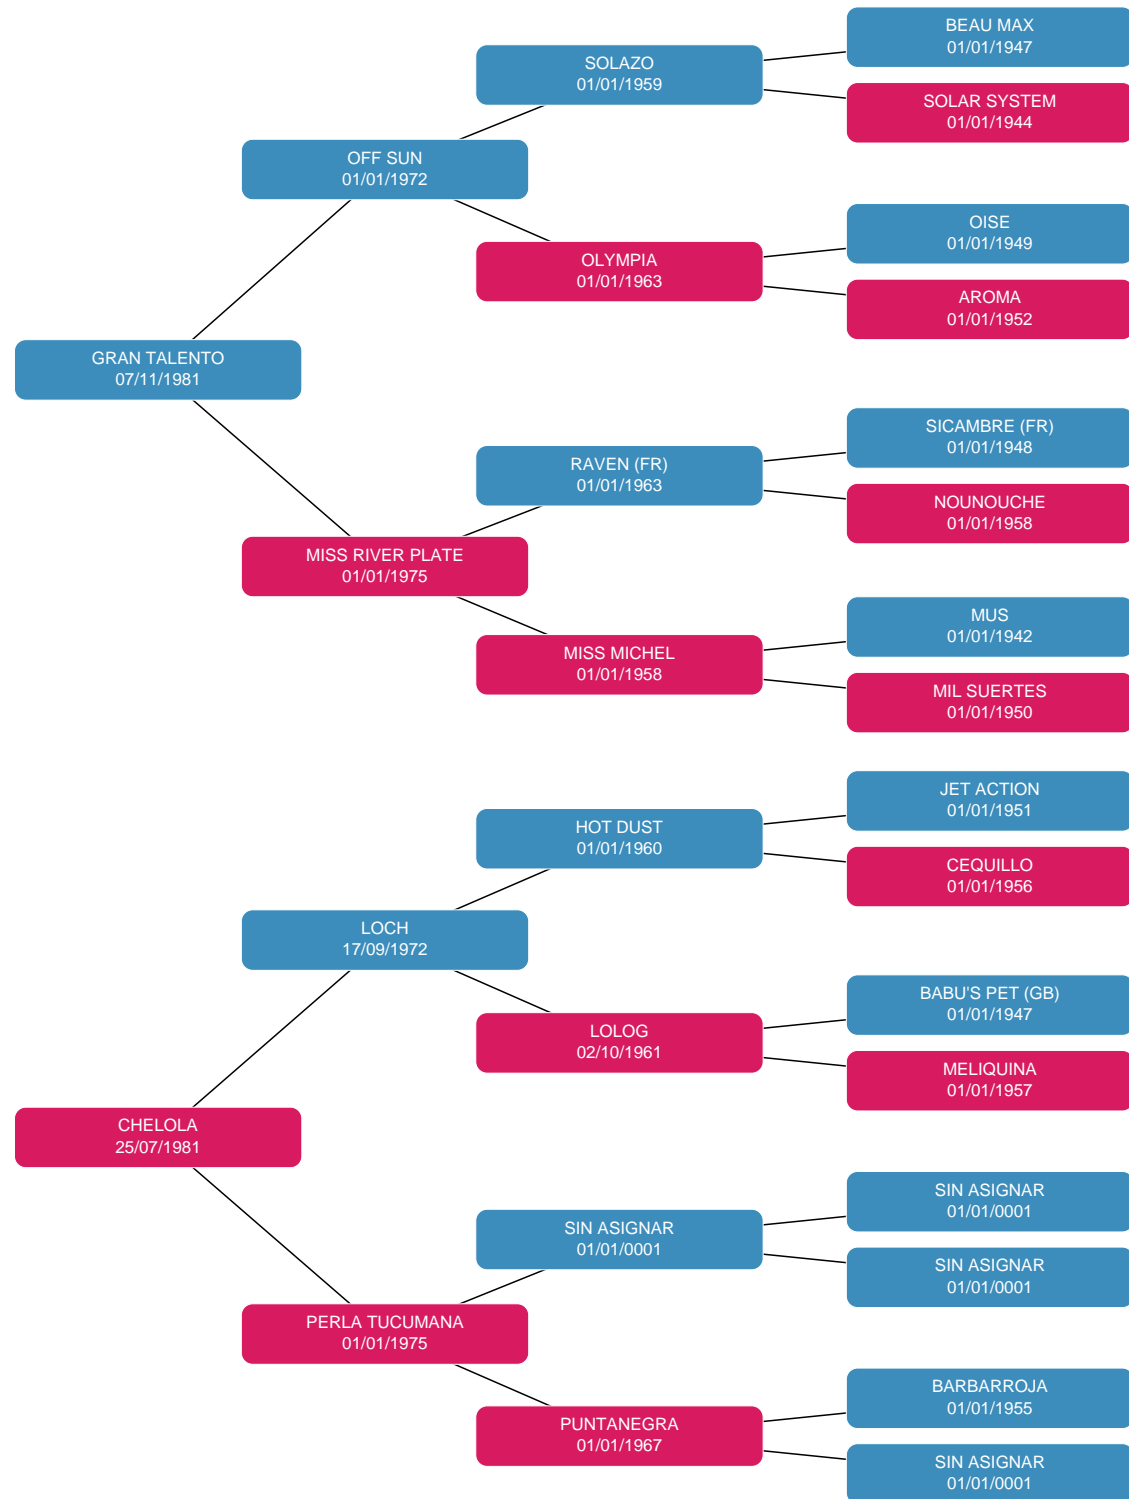 BEAU MAX
01/01/1947
SOLAZO
01/01/1959
SOLAR SYSTEM
01/01/1944
OFF SUN
01/01/1972
OISE
01/01/1949
OLYMPIA
01/01/1963
AROMA
01/01/1952
GRAN TALENTO
07/11/1981
SICAMBRE (FR)
01/01/1948
RAVEN (FR)
01/01/1963
NOUNOUCHE
01/01/1958
MISS RIVER PLATE
01/01/1975
MUS
01/01/1942
MISS MICHEL
01/01/1958
MIL SUERTES
01/01/1950
JET ACTION
01/01/1951
HOT DUST
01/01/1960
CEQUILLO
01/01/1956
LOCH
17/09/1972
BABU'S PET (GB)
01/01/1947
LOLOG
02/10/1961
MELIQUINA
01/01/1957
CHELOLA
25/07/1981
SIN ASIGNAR
01/01/0001
SIN ASIGNAR
01/01/0001
SIN ASIGNAR
01/01/0001
PERLA TUCUMANA
01/01/1975
BARBARROJA
01/01/1955
PUNTANEGRA
01/01/1967
SIN ASIGNAR
01/01/0001